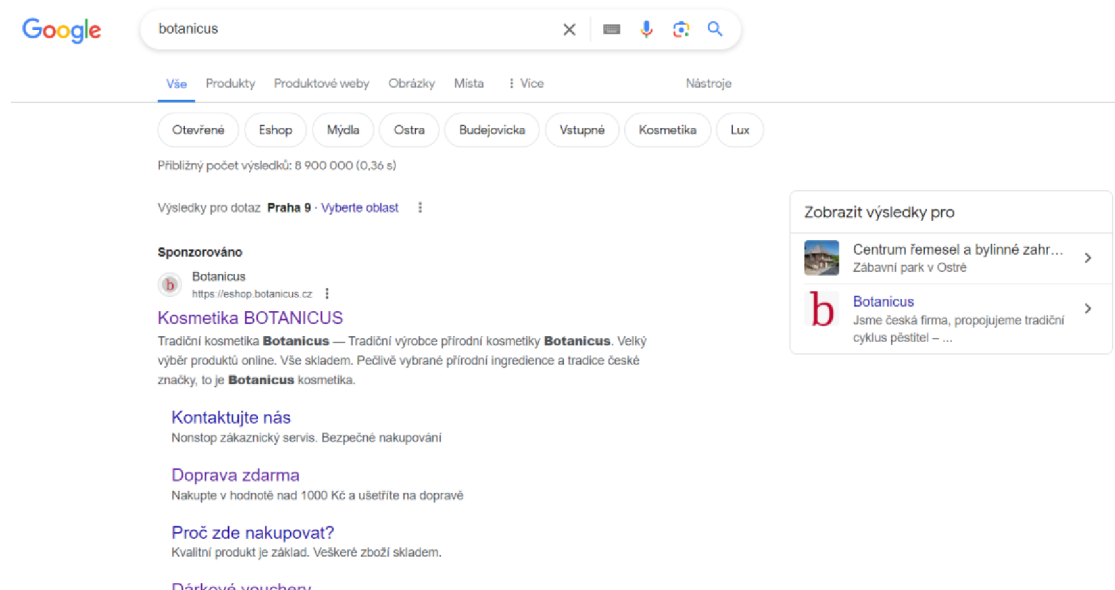 Google
botanicus
Vše Produkty Produktové weby Obrázky Místa Více Nástroje
Otevřené Eshop Mýdla Ostra Budejovicka Vstupné Kosmetika Lux
Přibližný počet výsledků: 8 900 000 (0,36 s)
Výsledky pro dotaz Praha 9 · Vyberte oblast
Sponzorováno
b
Botanicus
https://eshop.botanicus.cz
Kosmetika BOTANICUS
Tradiční kosmetika Botanicus — Tradiční výrobce přírodní kosmetiky Botanicus. Velký
výběr produktů online. Vše skladem. Pečlivě vybrané přírodní ingredience a tradice české
značky, to je Botanicus kosmetika.
Kontaktujte nás
Nonstop zákaznický servis. Bezpečné nakupování
Doprava zdarma
Nakupte v hodnotě nad 1000 Kč a ušetříte na dopravě
Proč zde nakupovat?
Kvalitní produkt je základ. Veškeré zboží skladem.
Dárkové vouchery
Zobrazit výsledky pro
Centrum řemesel a bylinné zahr...
Zábavní park v Ostré
b
Botanicus
Jsme česká firma, propojujeme tradiční
cyklus pěstitel – ...